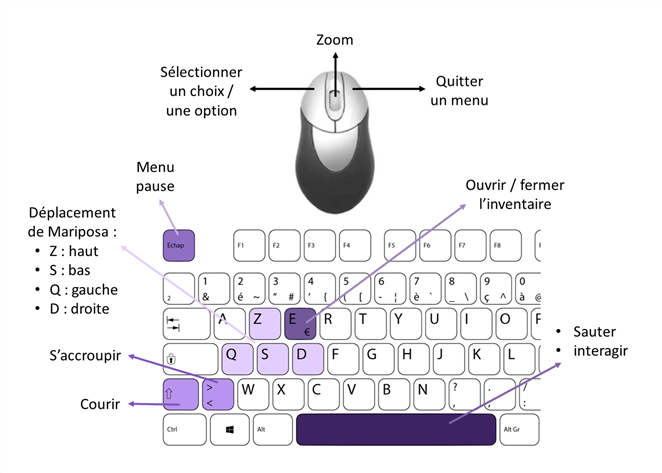 Zoom
Sélectionner
un choix /
une option
Quitter
un menu
Menu
pause
Ouvrir / fermer
l’inventaire
Déplacement
de Mariposa :
• Z : haut
• S : bas
• Q : gauche
• D : droite
Echap F1 F2 F3 F4 F5 F6 F7 F8
2 1 & 2 é ~ 3 " # 4 ' { 5 ( [ 6 - ¦ 7 è ` 8 _ \ 9 ç ^ 0 à @
A Z E € R T Y U I O P
• Sauter
• interagir
Q S D F G H J K L
S’accroupir
> < W X C V B N ? , . ; / :
Courir
Ctrl Alt Alt Gr